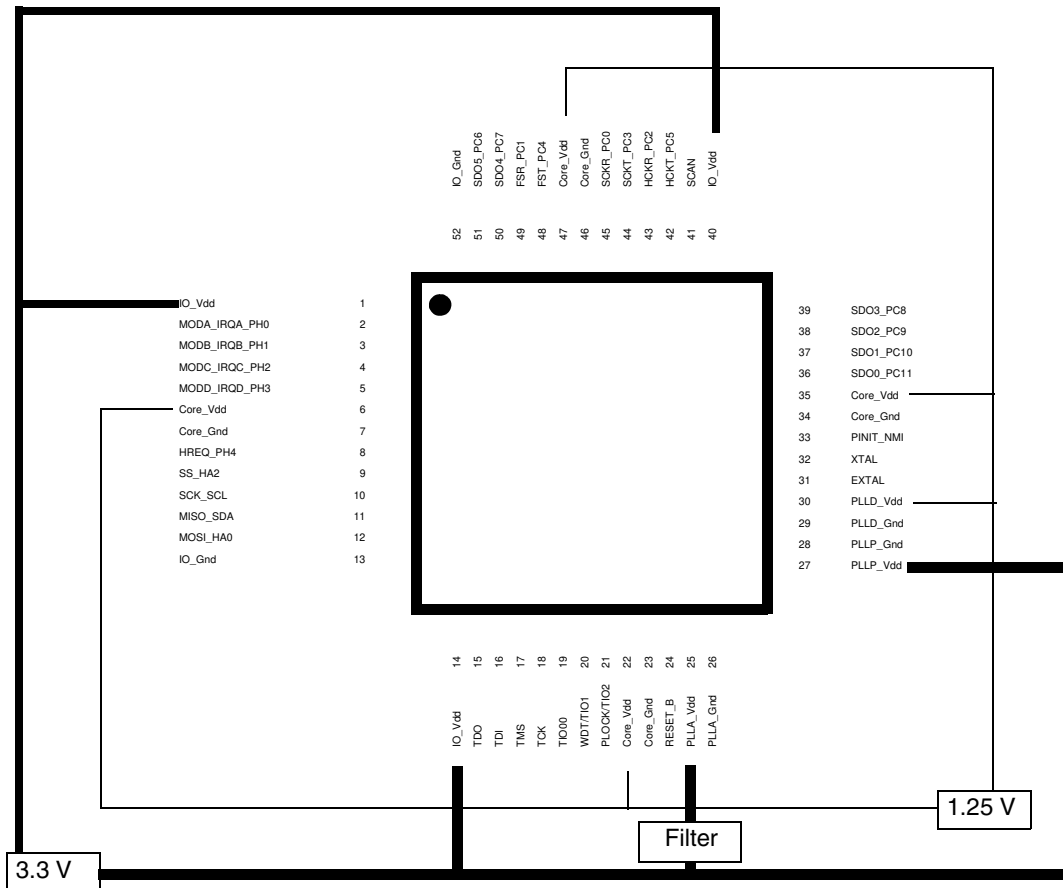 IO_Gnd
SDO5_PC6
SDO4_PC7
FSR_PC1
FST_PC4
Core_Vdd
Core_Gnd
SCKR_PC0
SCKT_PC3
HCKR_PC2
HCKT_PC5
SCAN
IO_Vdd
52 51 50 49 48 47 46 45 44 43 42 41 40
IO_Vdd 1
MODA_IRQA_PH0 2
MODB_IRQB_PH1 3
MODC_IRQC_PH2 4
MODD_IRQD_PH3 5
Core_Vdd 6
Core_Gnd 7
HREQ_PH4 8
SS_HA2 9
SCK_SCL 10
MISO_SDA 11
MOSI_HA0 12
IO_Gnd 13
39 SDO3_PC8
38 SDO2_PC9
37 SDO1_PC10
36 SDO0_PC11
35 Core_Vdd
34 Core_Gnd
33 PINIT_NMI
32 XTAL
31 EXTAL
30 PLLD_Vdd
29 PLLD_Gnd
28 PLLP_Gnd
27 PLLP_Vdd
14 15 16 17 18 19 20 21 22 23 24 25 26
IO_Vdd
TDO
TDI
TMS
TCK
TIO00
WDT/TIO1
PLOCK/TIO2
Core_Vdd
Core_Gnd
RESET_B
PLLA_Vdd
PLLA_Gnd
1.25 V
Filter
3.3 V